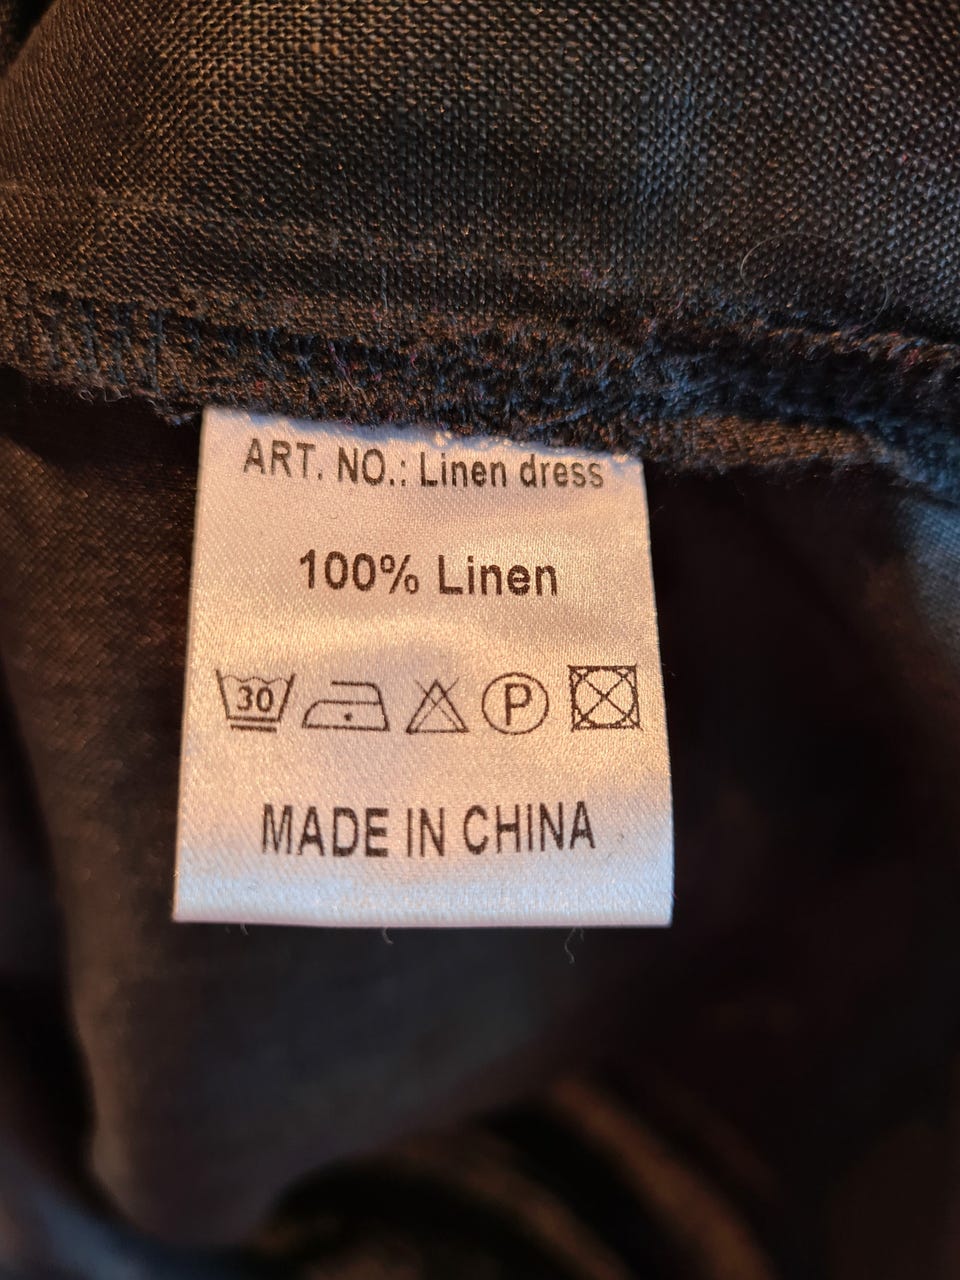 ART. NO.: Linen dress
100% Linen
30 P
MADE IN CHINA